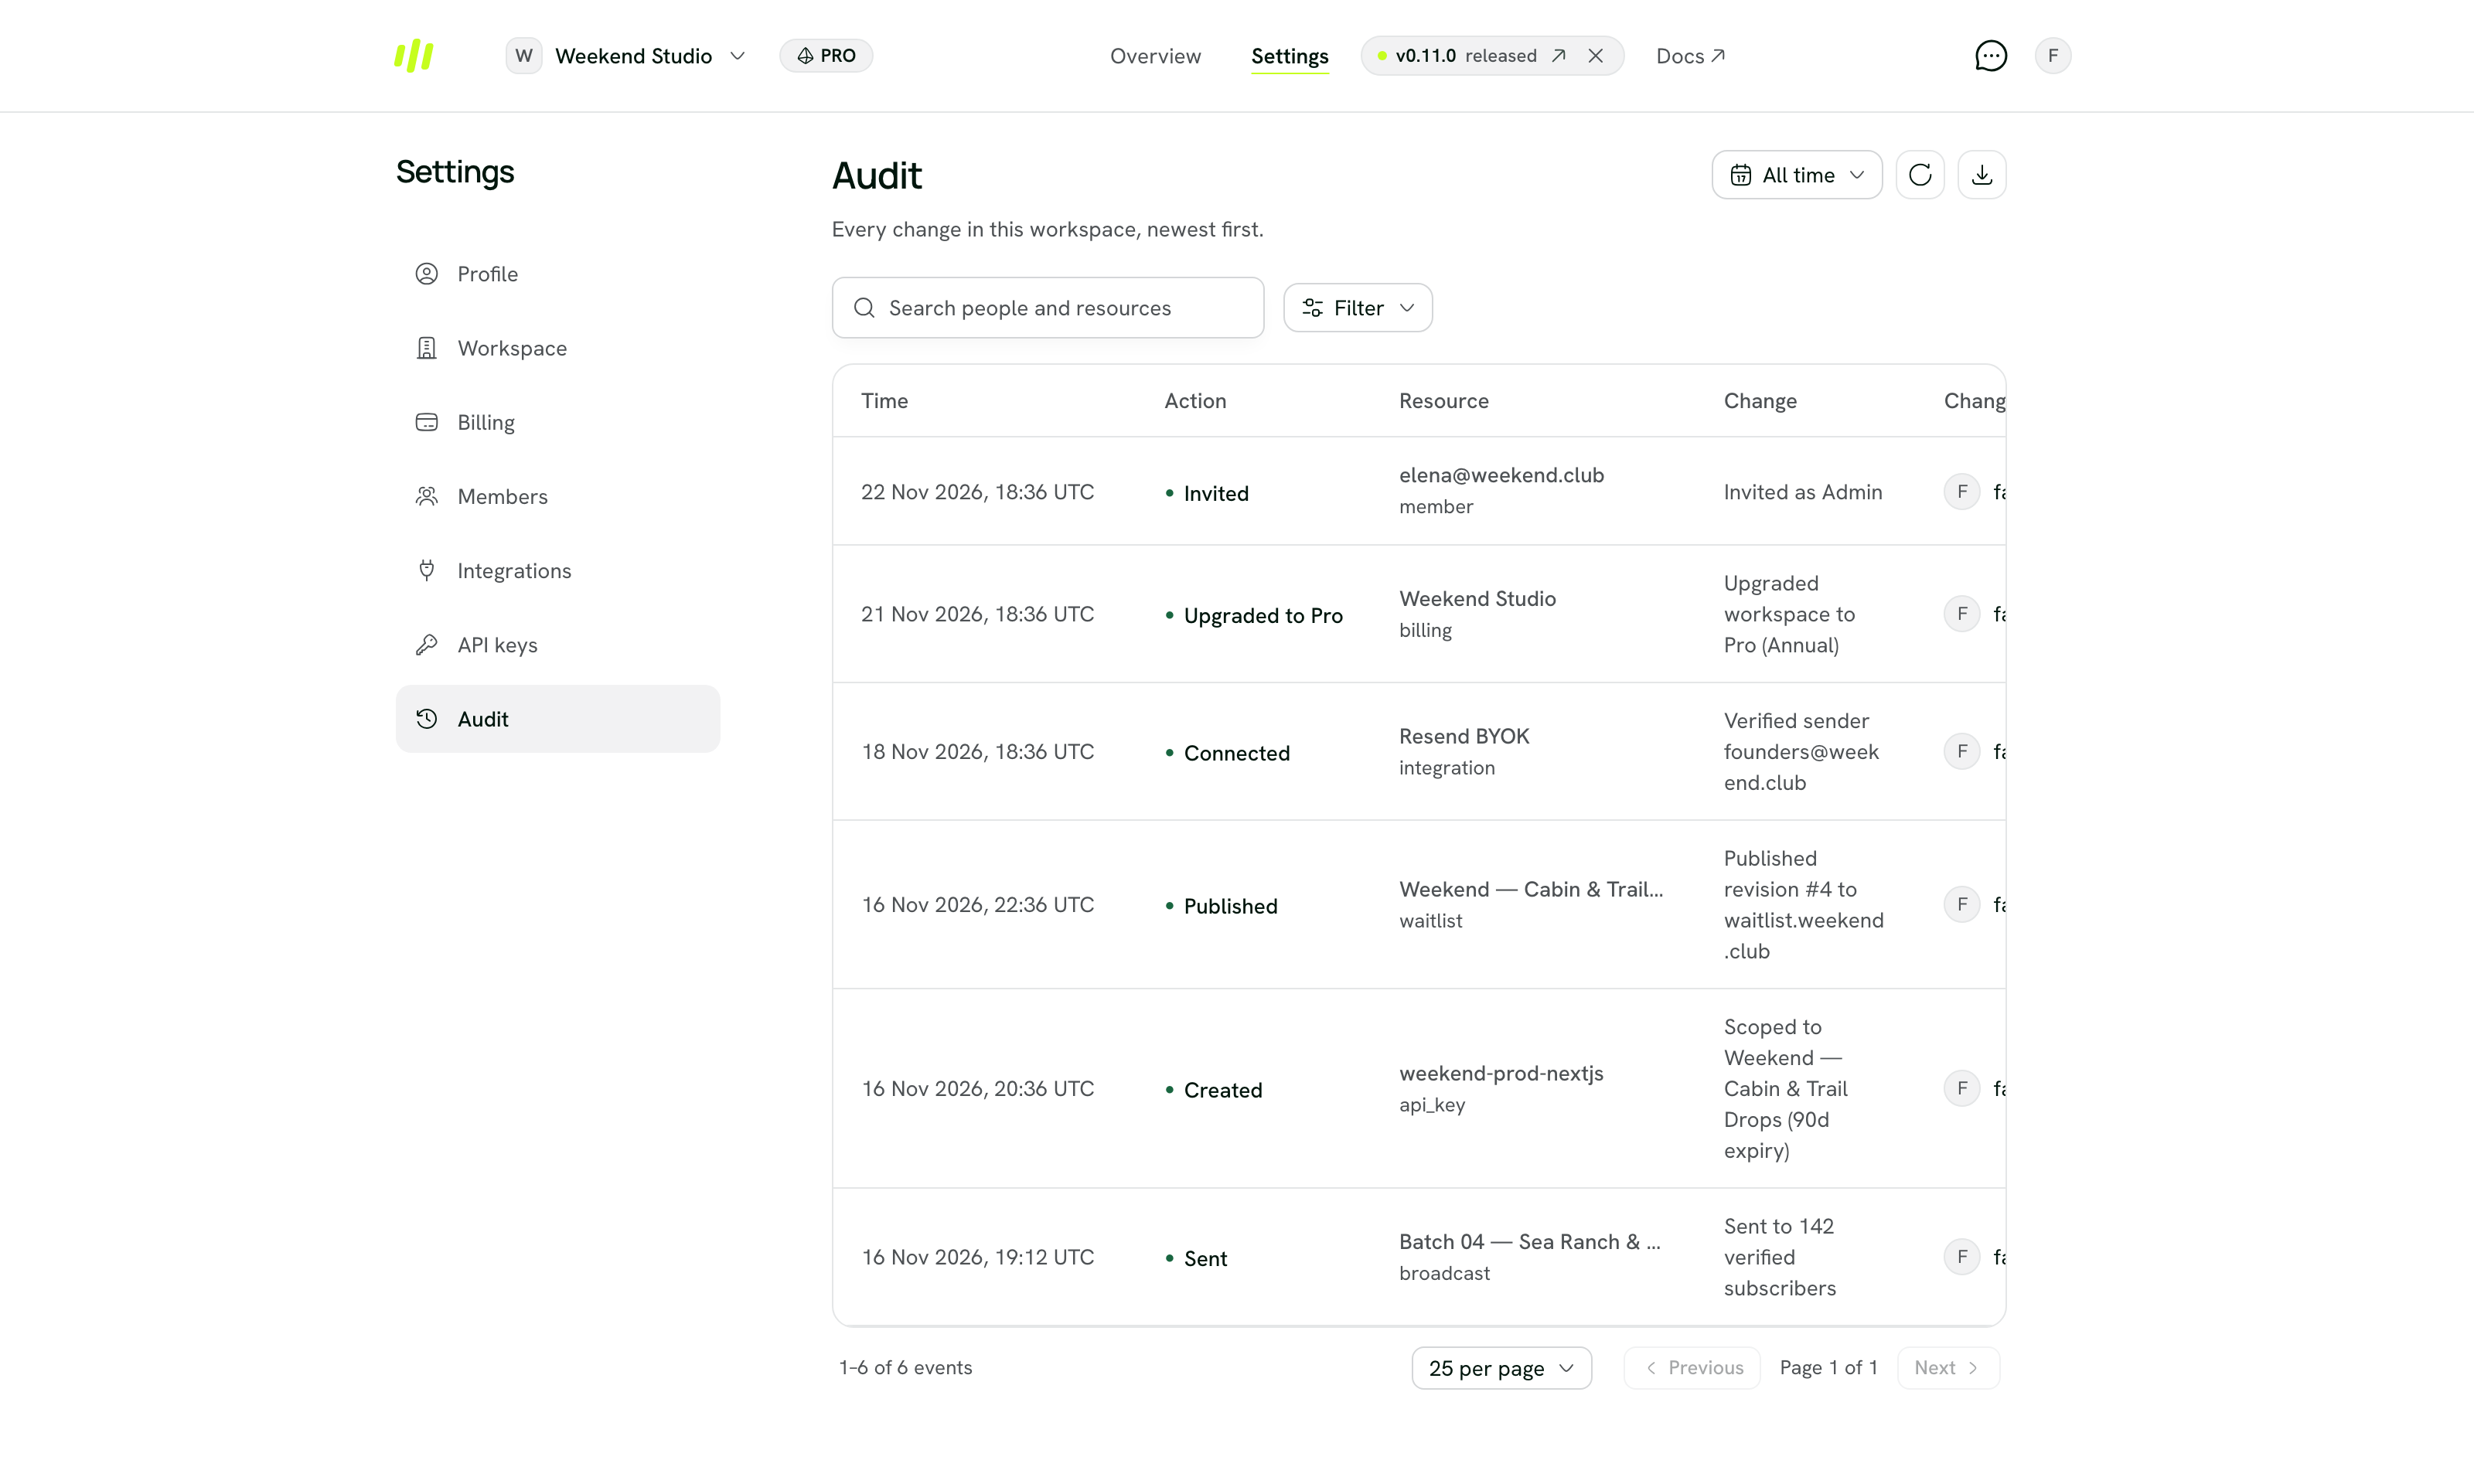 W Weekend Studio PRO Overview Settings v0.11.0 released Docs F
Settings
Profile
Workspace
Billing
Members
Integrations
API keys
Audit
Audit
17 All time
Every change in this workspace, newest first.
Search people and resources Filter
Time Action Resource Change Chang
22 Nov 2026, 18:36 UTC Invited elena@weekend.club Invited as Admin F
member
21 Nov 2026, 18:36 UTC Upgraded to Pro Weekend Studio Upgraded F
billing workspace to
Pro (Annual)
18 Nov 2026, 18:36 UTC Connected Resend BYOK Verified sender F
integration founders@week
end.club
16 Nov 2026, 22:36 UTC Published Weekend — Cabin & Trail... Published F
waitlist revision #4 to
waitlist.weekend
.club
16 Nov 2026, 20:36 UTC Created weekend-prod-nextjs Scoped to F
api_key Weekend —
Cabin & Trail
Drops (90d
expiry)
16 Nov 2026, 19:12 UTC Sent Batch 04 — Sea Ranch & ... Sent to 142 F
broadcast verified
subscribers
1–6 of 6 events 25 per page Previous Page 1 of 1 Next